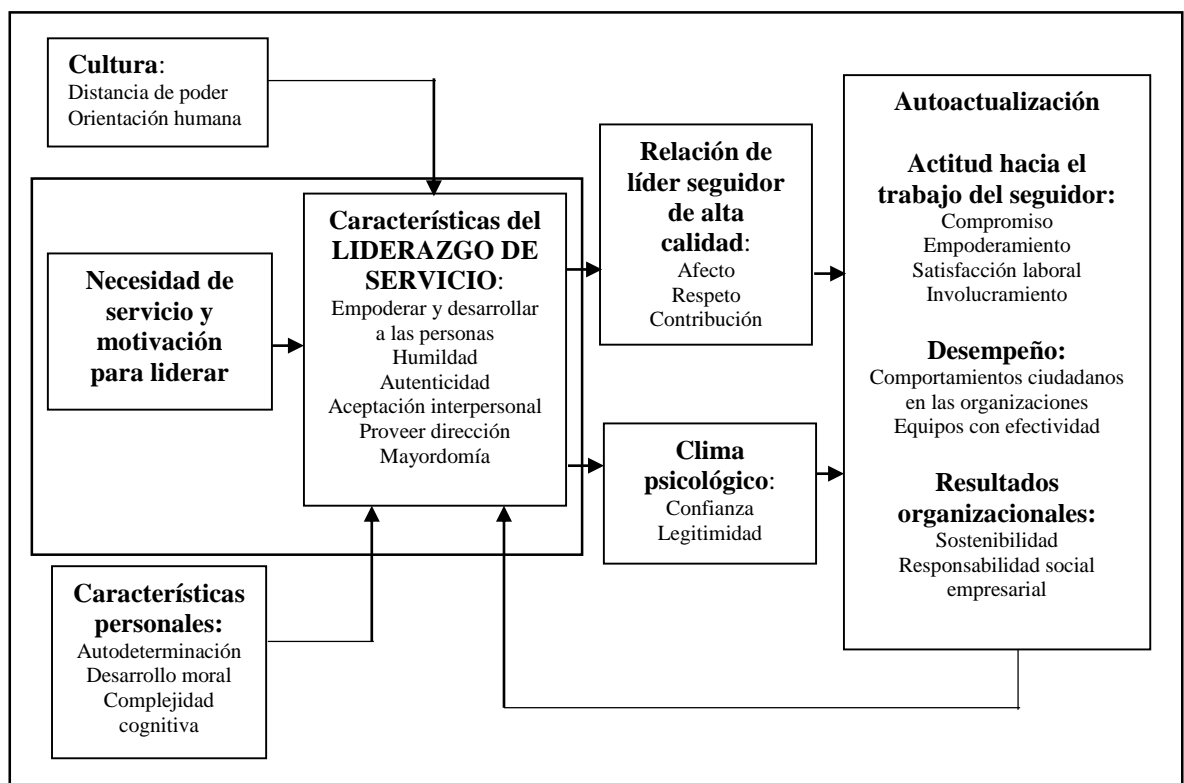 Cultura:
Distancia de poder
Orientación humana
Necesidad de
servicio y
motivación
para liderar
Características
personales:
Autodeterminación
Desarrollo moral
Complejidad
cognitiva
Características del
LIDERAZGO DE
SERVICIO:
Empoderar y desarrollar
a las personas
Humildad
Autenticidad
Aceptación interpersonal
Proveer dirección
Mayordomía
Relación de
líder seguidor
de alta
calidad:
Afecto
Respeto
Contribución
Clima
psicológico:
Confianza
Legitimidad
Autoactualización
Actitud hacia el
trabajo del seguidor:
Compromiso
Empoderamiento
Satisfacción laboral
Involucramiento
Desempeño:
Comportamientos ciudadanos
en las organizaciones
Equipos con efectividad
Resultados
organizacionales:
Sostenibilidad
Responsabilidad social
empresarial